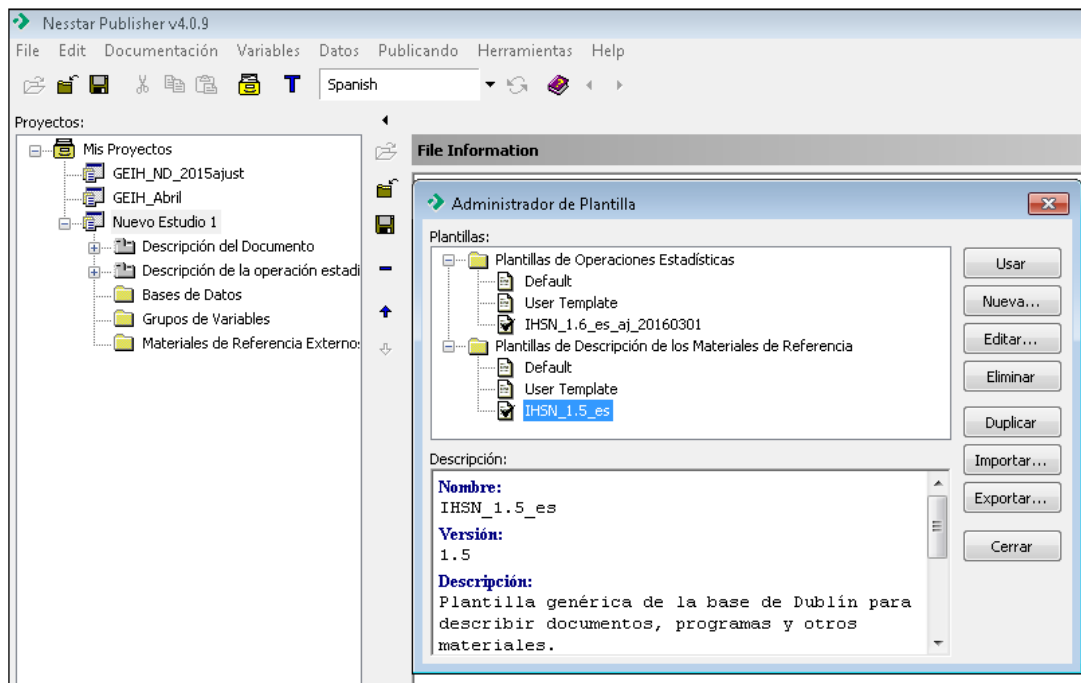 Nesstar Publisher v4.0.9
File Edit Documentación Variables Datos Publicando Herramientas Help
T Spanish
Proyectos:
Mis Proyectos
GEIH_ND_2015ajust
GEIH_Abril
Nuevo Estudio 1
Descripción del Documento
Descripción de la operación estadi
Bases de Datos
Grupos de Variables
Materiales de Referencia Externo:
File Information
Administrador de Plantilla
Plantillas:
Plantillas de Operaciones Estadísticas
Default
User Template
IHSN_1.6_es_aj_20160301
Plantillas de Descripción de los Materiales de Referencia
Default
User Template
IHSN_1.5_es
Usar
Nueva...
Editar...
Eliminar
Duplicar
Importar...
Exportar...
Cerrar
Descripción:
Nombre:
IHSN_1.5_es
Versión:
1.5
Descripción:
Plantilla genérica de la base de Dublín para
describir documentos, programas y otros
materiales.